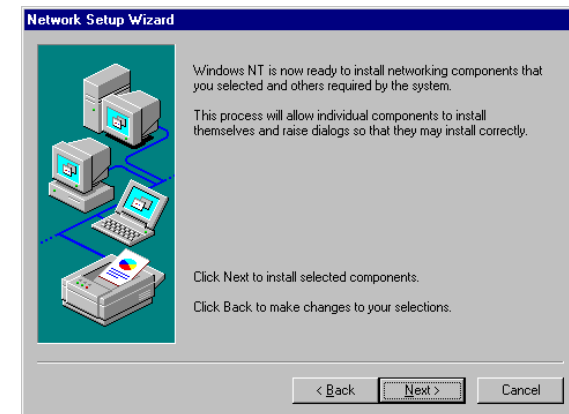 Network Setup Wizard
Windows NT is now ready to install networking components that
you selected and others required by the system.
This process will allow individual components to install
themselves and raise dialogs so that they may install correctly.
Click Next to install selected components.
Click Back to make changes to your selections.
< Back
Next >
Cancel